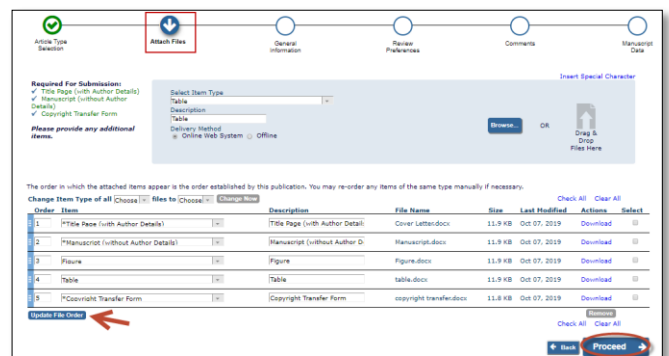 Article Type
Selection
Attach Files
General
Information
Review
Preferences
Comments
Manuscript
Data
Insert Special Character
Required For Submission:
✓ Title Page (with Author Details)
✓ Manuscript (without Author
Details)
✓ Copyright Transfer Form
Please provide any additional
items.
Select Item Type
Table
Description
Table
Delivery Method
Online Web System Offline
Browse...
OR
Drag &
Drop
Files Here
The order in which the attached items appear is the order established by this publication. You may re-order any items of the same type manually if necessary.
Change Item Type of all Choose files to Choose Change Now
Check All Clear All
Order Item Description File Name Size Last Modified Actions Select
1 *Title Page (with Author Details) Title Page (with Author Detail: Cover Letter.docx 11.9 KB Oct 07, 2019 Download
2 *Manuscript (without Author Details) Manuscript (without Author D Manuscript.docx 11.9 KB Oct 07, 2019 Download
3 Figure Figure Figure.docx 11.9 KB Oct 07, 2019 Download
4 Table Table table.docx 11.9 KB Oct 07, 2019 Download
5 *Copyright Transfer Form Copyright Transfer Form copyright transfer.docx 11.8 KB Oct 07, 2019 Download
Update File Order
Remove
Check All Clear All
Back
Proceed